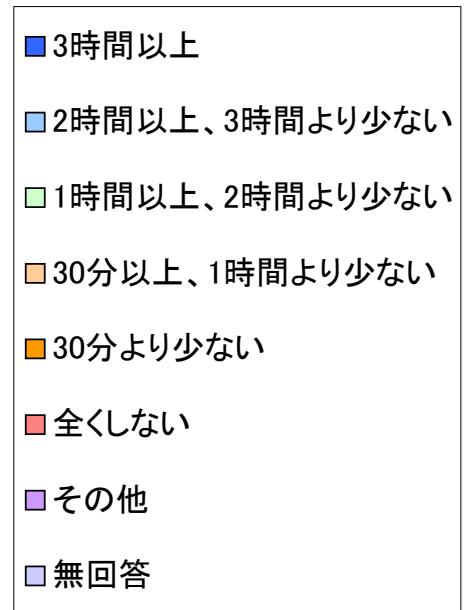 3時間以上
2時間以上、3時間より少ない
1時間以上、2時間より少ない
30分以上、1時間より少ない
30分より少ない
全くしない
その他
無回答